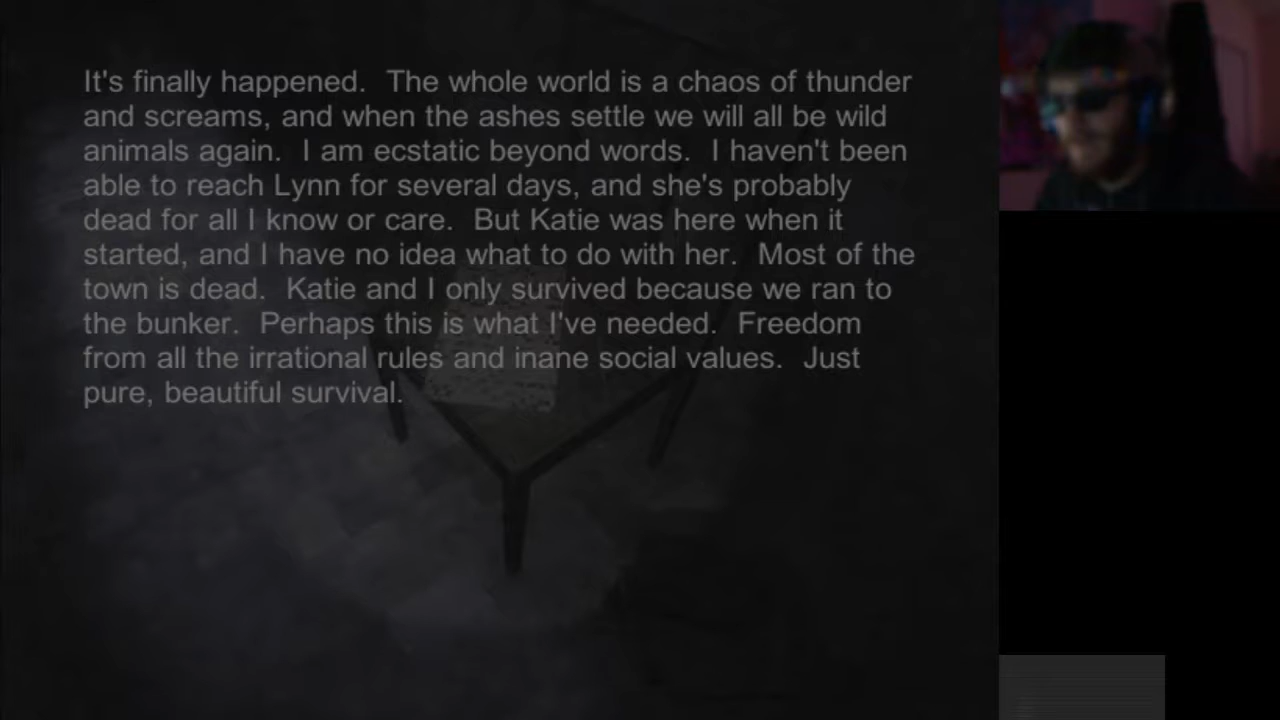 It's finally happened.  The whole world is a chaos of thunder
and screams, and when the ashes settle we will all be wild
animals again.  I am ecstatic beyond words.  I haven't been
able to reach Lynn for several days, and she's probably
dead for all I know or care.  But Katie was here when it
started, and I have no idea what to do with her.  Most of the
town is dead.  Katie and I only survived because we ran to
the bunker.  Perhaps this is what I've needed.  Freedom
from all the irrational rules and inane social values.  Just
pure, beautiful survival.